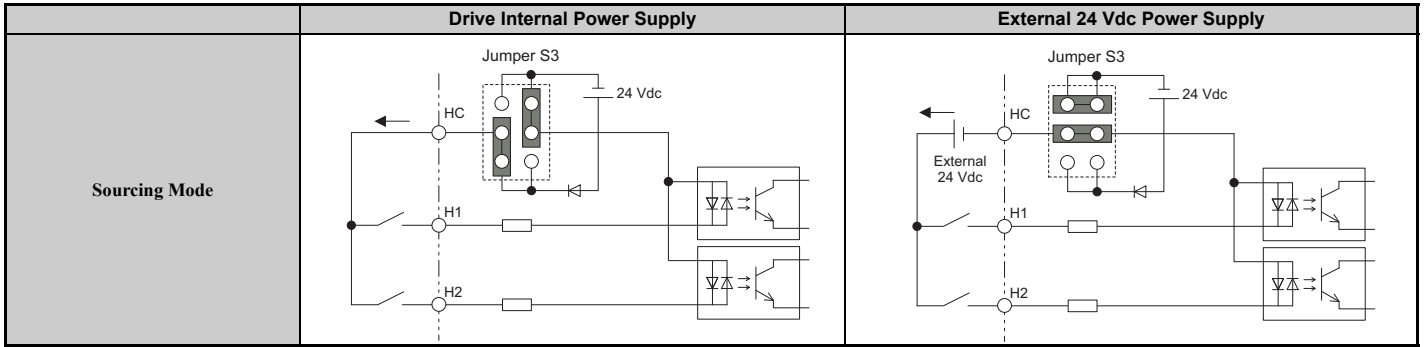 Drive Internal Power Supply
External 24 Vdc Power Supply
Sourcing Mode
Jumper S3
24 Vdc
HC
H1
H2
Jumper S3
24 Vdc
HC
External
24 Vdc
H1
H2